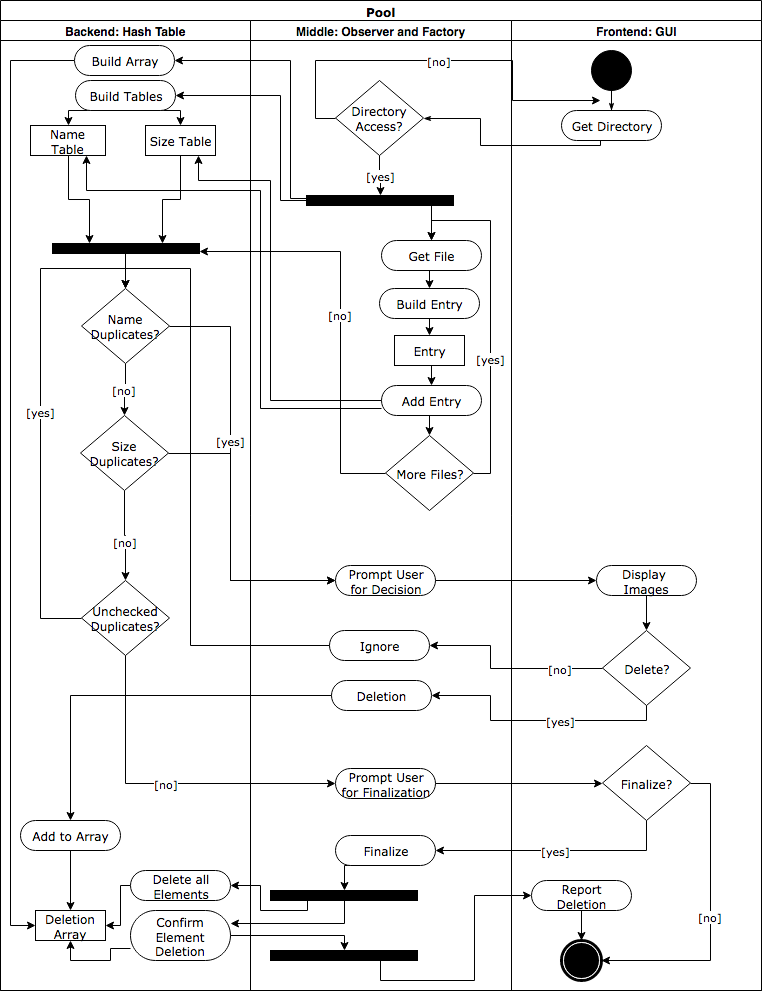 Pool
Backend: Hash Table
Middle: Observer and Factory
Frontend: GUI
Build Array
[no]
Build Tables
Directory
Access?
Get Directory
Name
Table
Size Table
[yes]
Get File
Build Entry
[no]
Name
Duplicates?
Entry
[yes]
[no]
Add Entry
[yes]
[yes]
Size
Duplicates?
More Files?
[no]
Prompt User
for Decision
Display
Images
Unchecked
Duplicates?
Ignore
[no]
Delete?
Deletion
[yes]
[no]
Prompt User
for Finalization
Finalize?
Add to Array
Finalize
[yes]
Delete all
Elements
Report
Deletion
Deletion
Array
Confirm
Element
Deletion
[no]